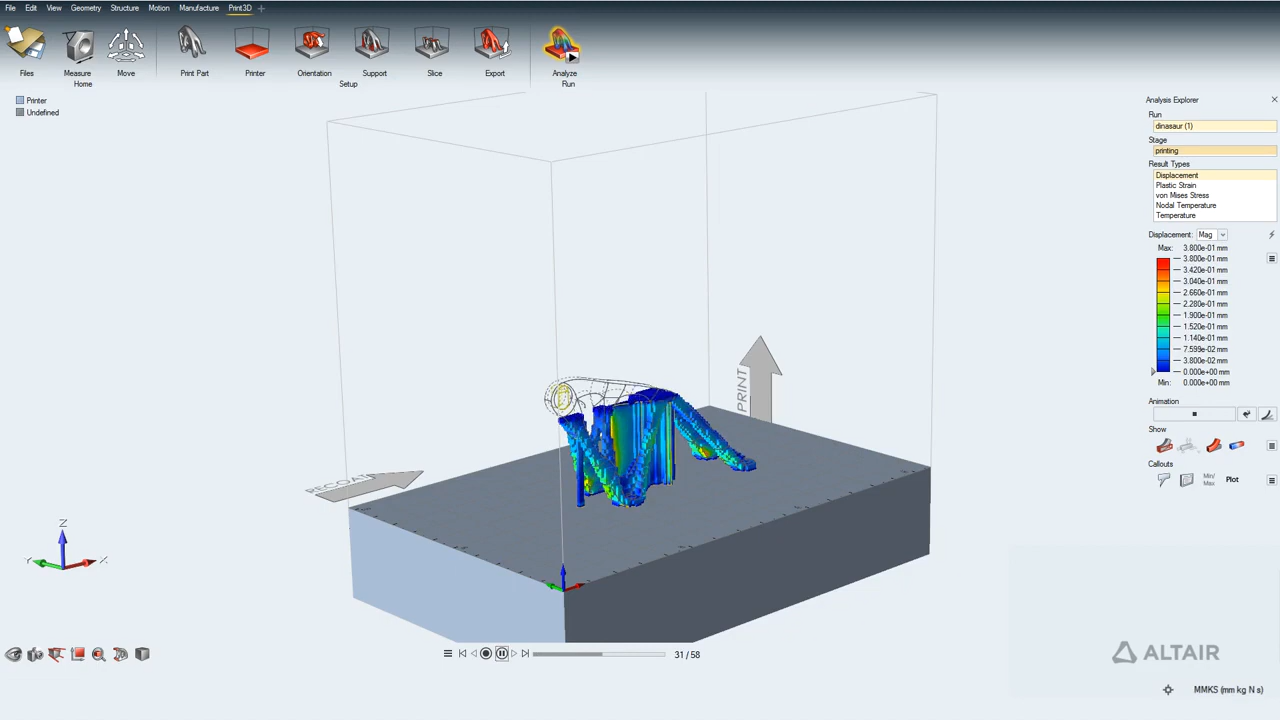 File Edit View Geometry Structure Motion Manufacture Print3D +
Files Measure Move Print Part Printer Orientation Support Slice Export Analyze
Home Setup Run
Printer
Undefined
Analysis Explorer
Run
dinasaur (1)
Stage
printing
Result Types
Displacement
Plastic Strain
von Mises Stress
Nodal Temperature
Temperature
Displacement: Mag
Max: 3.800e-01 mm
3.800e-01 mm
3.420e-01 mm
3.040e-01 mm
2.660e-01 mm
2.280e-01 mm
1.900e-01 mm
1.520e-01 mm
1.140e-01 mm
7.599e-02 mm
3.800e-02 mm
0.000e+00 mm
Min: 0.000e+00 mm
Animation
Show
Callouts
Min/
Max
Plot
PRINT
Z
Y
X
31 / 58
ALTAIR
MMKS (mm kg N s)